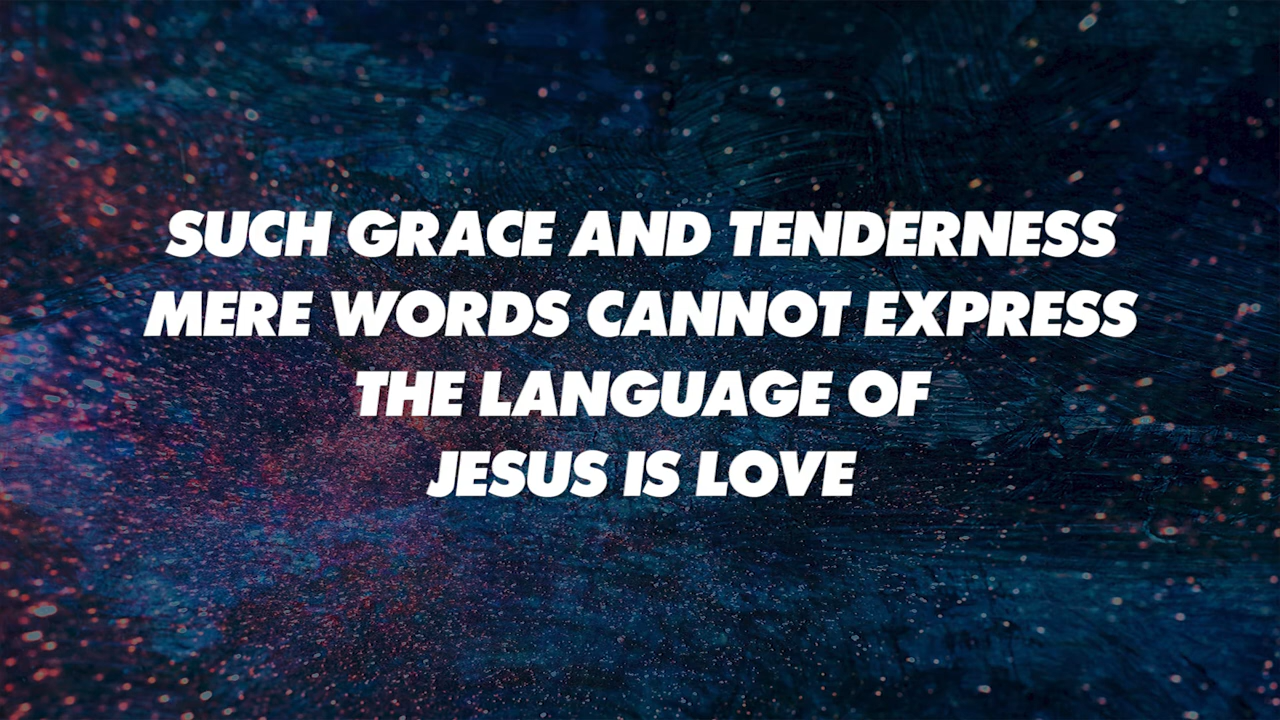 SUCH GRACE AND TENDERNESS
MERE WORDS CANNOT EXPRESS
THE LANGUAGE OF
JESUS IS LOVE